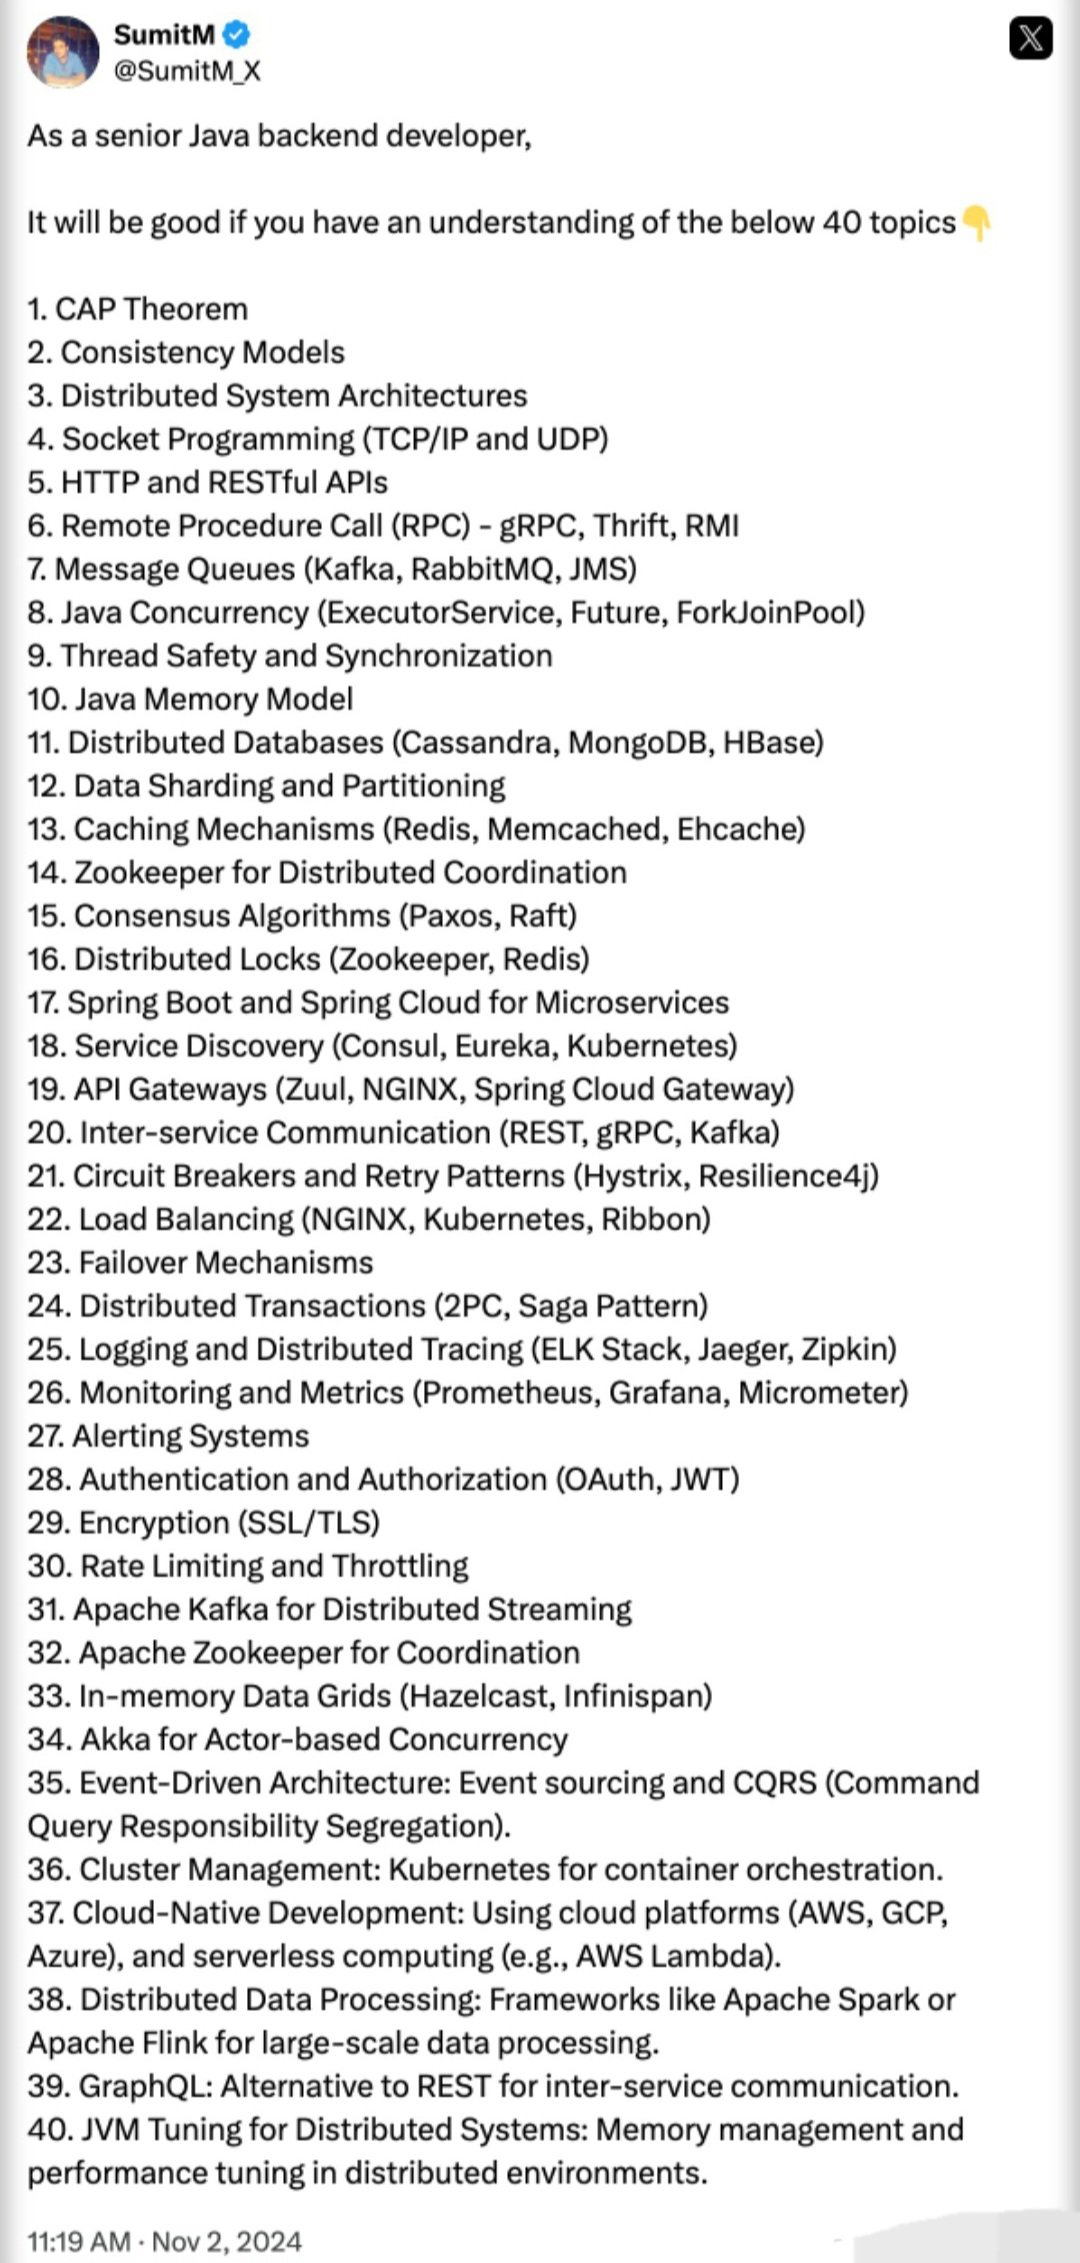 SumitM
@SumitM_X
As a senior Java backend developer,
It will be good if you have an understanding of the below 40 topics👇
1. CAP Theorem
2. Consistency Models
3. Distributed System Architectures
4. Socket Programming (TCP/IP and UDP)
5. HTTP and RESTful APIs
6. Remote Procedure Call (RPC) - gRPC, Thrift, RMI
7. Message Queues (Kafka, RabbitMQ, JMS)
8. Java Concurrency (ExecutorService, Future, ForkJoinPool)
9. Thread Safety and Synchronization
10. Java Memory Model
11. Distributed Databases (Cassandra, MongoDB, HBase)
12. Data Sharding and Partitioning
13. Caching Mechanisms (Redis, Memcached, Ehcache)
14. Zookeeper for Distributed Coordination
15. Consensus Algorithms (Paxos, Raft)
16. Distributed Locks (Zookeeper, Redis)
17. Spring Boot and Spring Cloud for Microservices
18. Service Discovery (Consul, Eureka, Kubernetes)
19. API Gateways (Zuul, NGINX, Spring Cloud Gateway)
20. Inter-service Communication (REST, gRPC, Kafka)
21. Circuit Breakers and Retry Patterns (Hystrix, Resilience4j)
22. Load Balancing (NGINX, Kubernetes, Ribbon)
23. Failover Mechanisms
24. Distributed Transactions (2PC, Saga Pattern)
25. Logging and Distributed Tracing (ELK Stack, Jaeger, Zipkin)
26. Monitoring and Metrics (Prometheus, Grafana, Micrometer)
27. Alerting Systems
28. Authentication and Authorization (OAuth, JWT)
29. Encryption (SSL/TLS)
30. Rate Limiting and Throttling
31. Apache Kafka for Distributed Streaming
32. Apache Zookeeper for Coordination
33. In-memory Data Grids (Hazelcast, Infinispan)
34. Akka for Actor-based Concurrency
35. Event-Driven Architecture: Event sourcing and CQRS (Command
Query Responsibility Segregation).
36. Cluster Management: Kubernetes for container orchestration.
37. Cloud-Native Development: Using cloud platforms (AWS, GCP,
Azure), and serverless computing (e.g., AWS Lambda).
38. Distributed Data Processing: Frameworks like Apache Spark or
Apache Flink for large-scale data processing.
39. GraphQL: Alternative to REST for inter-service communication.
40. JVM Tuning for Distributed Systems: Memory management and
performance tuning in distributed environments.
11:19 AM · Nov 2, 2024